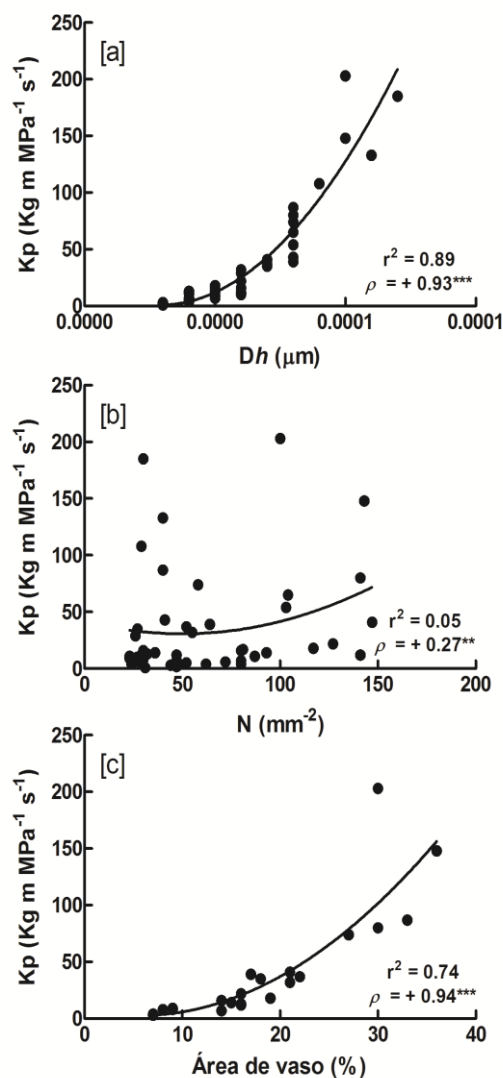 [a]
Kp (Kg m MPa⁻¹ s⁻¹)
250
200
150
100
50
0
r² = 0.89
ρ = + 0.93***
0.0000 0.0000 0.0001 0.0001
Dh (μm)
[b]
Kp (Kg m MPa⁻¹ s⁻¹)
250
200
150
100
50
0
r² = 0.05
ρ = + 0.27**
0 50 100 150 200
N (mm⁻²)
[c]
Kp (Kg m MPa⁻¹ s⁻¹)
250
200
150
100
50
0
r² = 0.74
ρ = + 0.94***
0 10 20 30 40
Área de vaso (%)